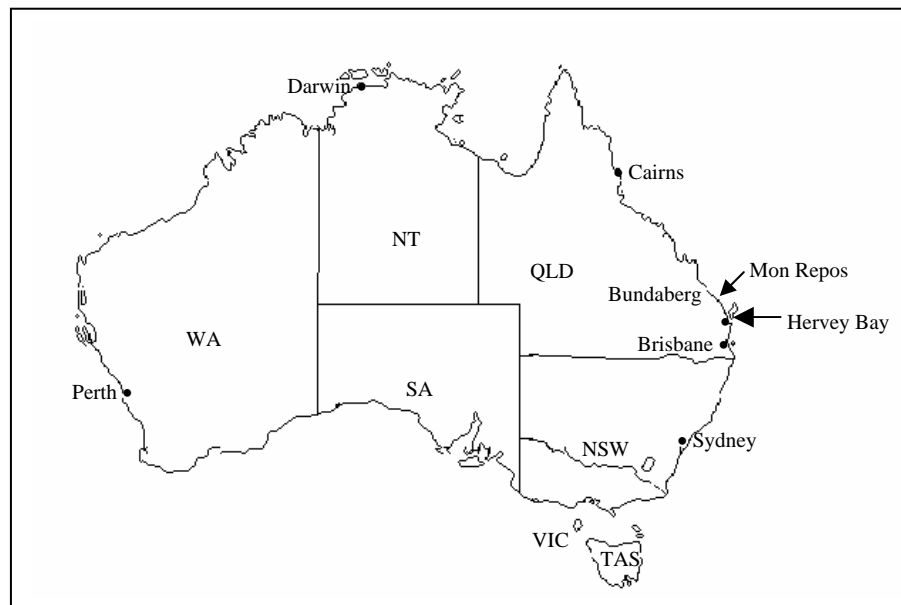 Darwin
Cairns
NT
QLD
Mon Repos
Bundaberg
Hervey Bay
WA
Brisbane
SA
Perth
NSW
Sydney
VIC
TAS